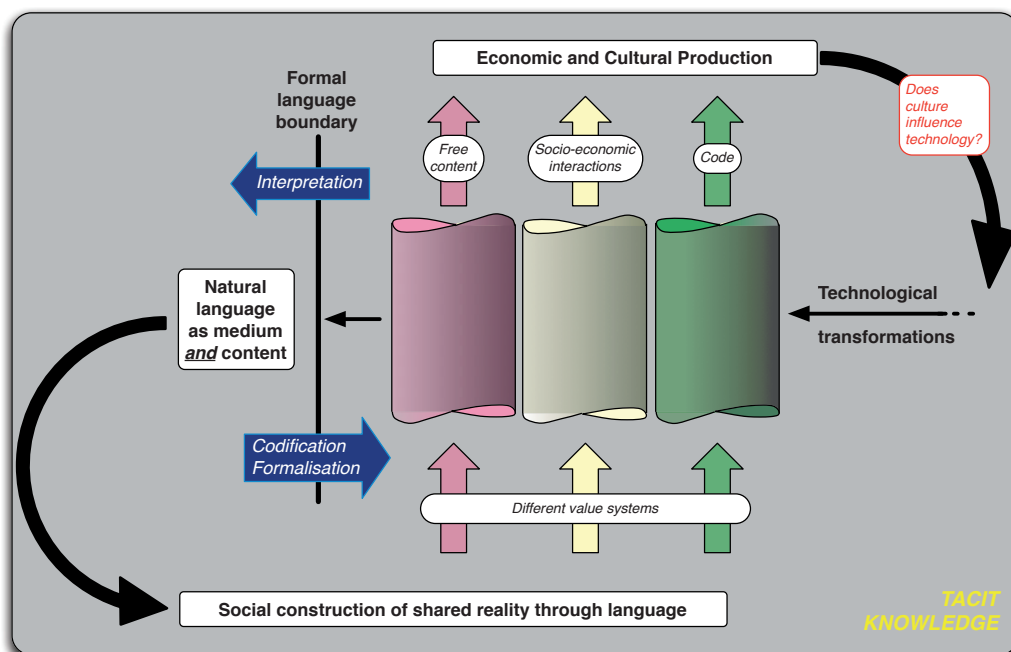 Economic and Cultural Production
Does
culture
influence
technology?
Formal
language
boundary
Free
content
Socio-economic
interactions
Code
Interpretation
Natural
language
as medium
and content
Technological
transformations
Codification
Formalisation
Different value systems
Social construction of shared reality through language
TACIT
KNOWLEDGE